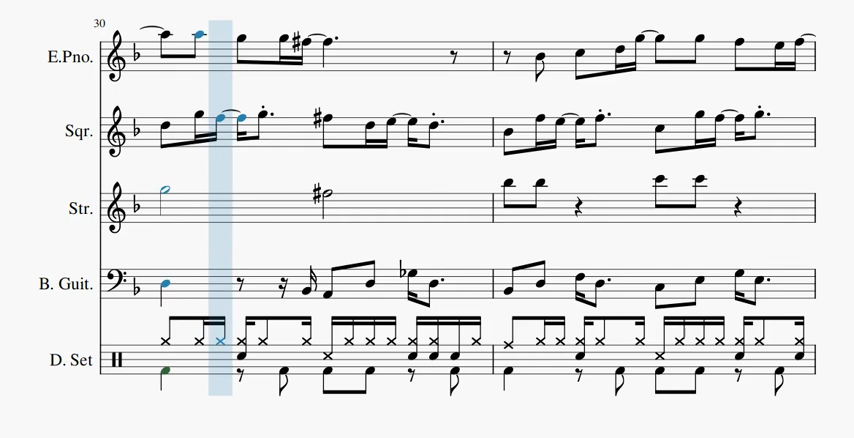 30
E.Pno.
Sqr.
Str.
B. Guit.
D. Set